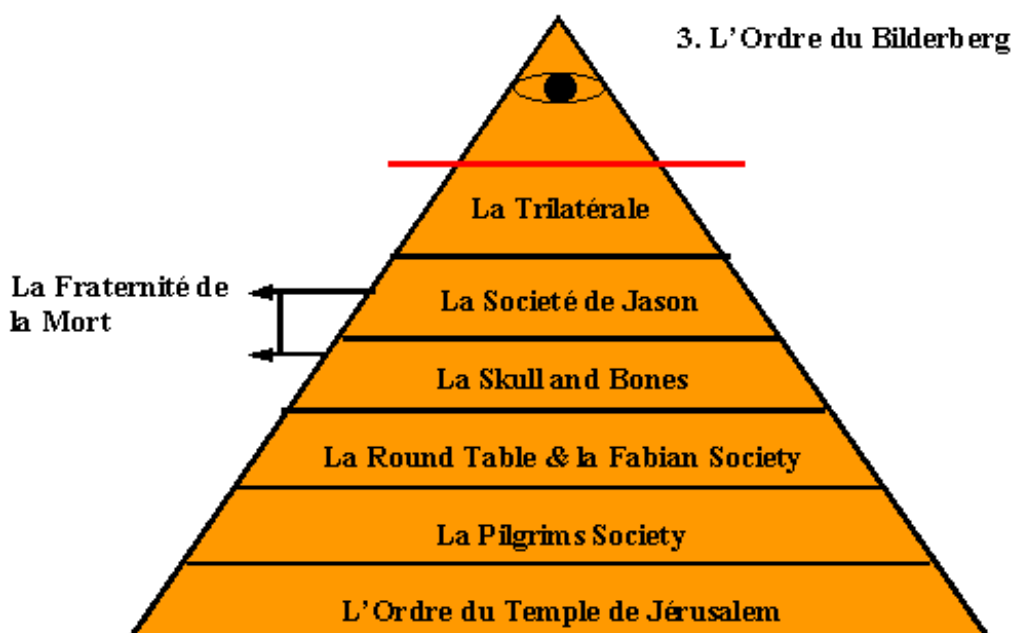 3. L'Ordre du Bilderberg
La Trilatérale
La Fraternité de
la Mort
La Societé de Jason
La Skull and Bones
La Round Table & la Fabian Society
La Pilgrims Society
L'Ordre du Temple de Jérusalem